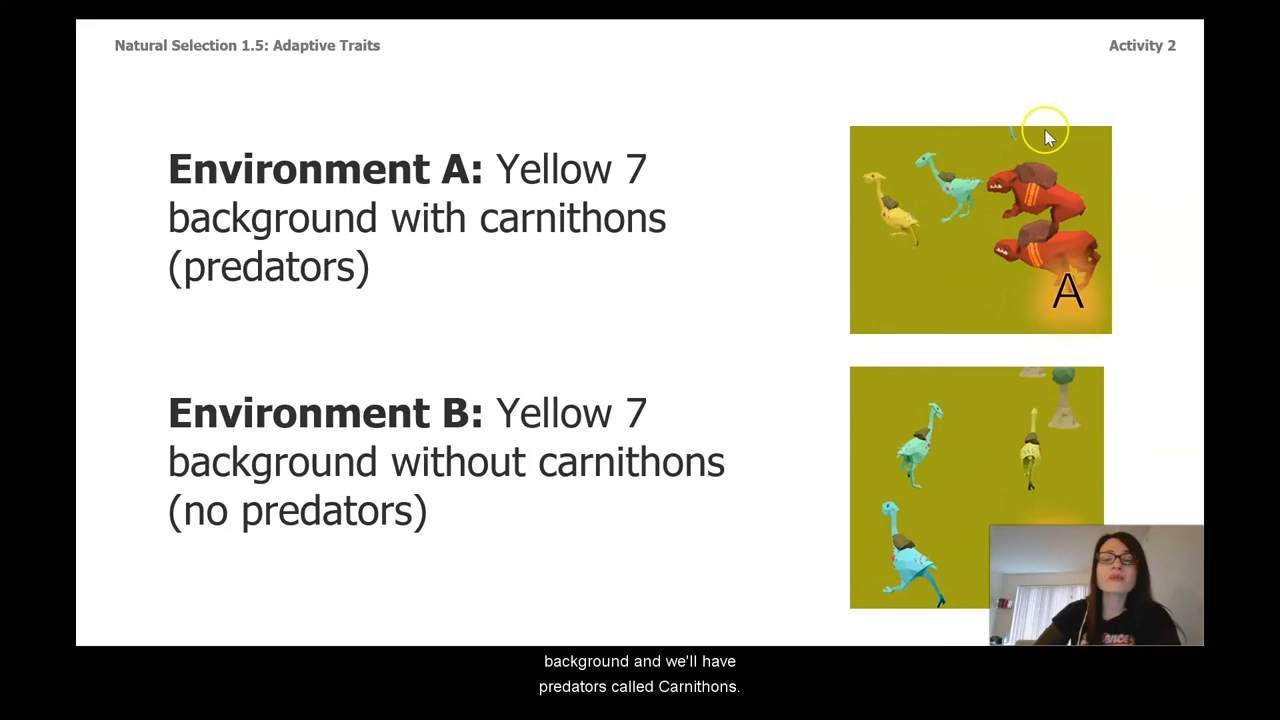 Natural Selection 1.5: Adaptive Traits
Activity 2
Environment A: Yellow 7
background with carnithons
(predators)
A
Environment B: Yellow 7
background without carnithons
(no predators)
background and we'll have
predators called Carnithons.